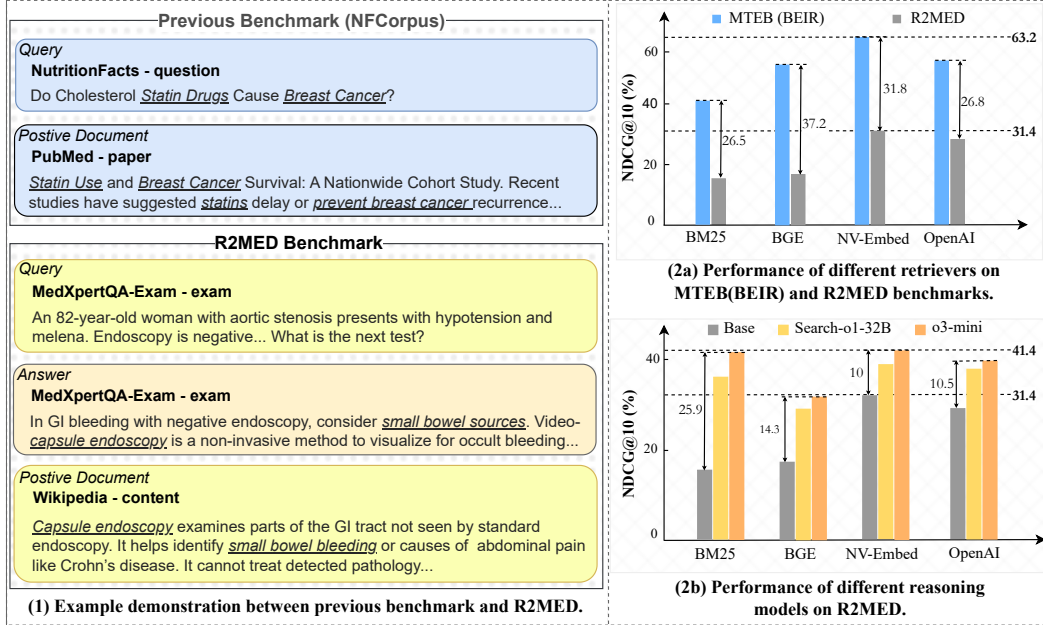 Previous Benchmark (NFCorpus)
Query
NutritionFacts - question
Do Cholesterol Statin Drugs Cause Breast Cancer?
Postive Document
PubMed - paper
Statin Use and Breast Cancer Survival: A Nationwide Cohort Study. Recent
studies have suggested statins delay or prevent breast cancer recurrence...
R2MED Benchmark
Query
MedXpertQA-Exam - exam
An 82-year-old woman with aortic stenosis presents with hypotension and
melena. Endoscopy is negative... What is the next test?
Answer
MedXpertQA-Exam - exam
In GI bleeding with negative endoscopy, consider small bowel sources. Video-
capsule endoscopy is a non-invasive method to visualize for occult bleeding...
Postive Document
Wikipedia - content
Capsule endoscopy examines parts of the GI tract not seen by standard
endoscopy. It helps identify small bowel bleeding or causes of abdominal pain
like Crohn's disease. It cannot treat detected pathology...
(1) Example demonstration between previous benchmark and R2MED.
MTEB (BEIR) R2MED
NDCG@10 (%)
60
40
20
0
63.2
31.4
26.5
37.2
31.8
26.8
BM25 BGE NV-Embed OpenAI
(2a) Performance of different retrievers on
MTEB(BEIR) and R2MED benchmarks.
Base Search-o1-32B o3-mini
NDCG@10 (%)
40
20
0
41.4
31.4
25.9
14.3
10
10.5
BM25 BGE NV-Embed OpenAI
(2b) Performance of different reasoning
models on R2MED.